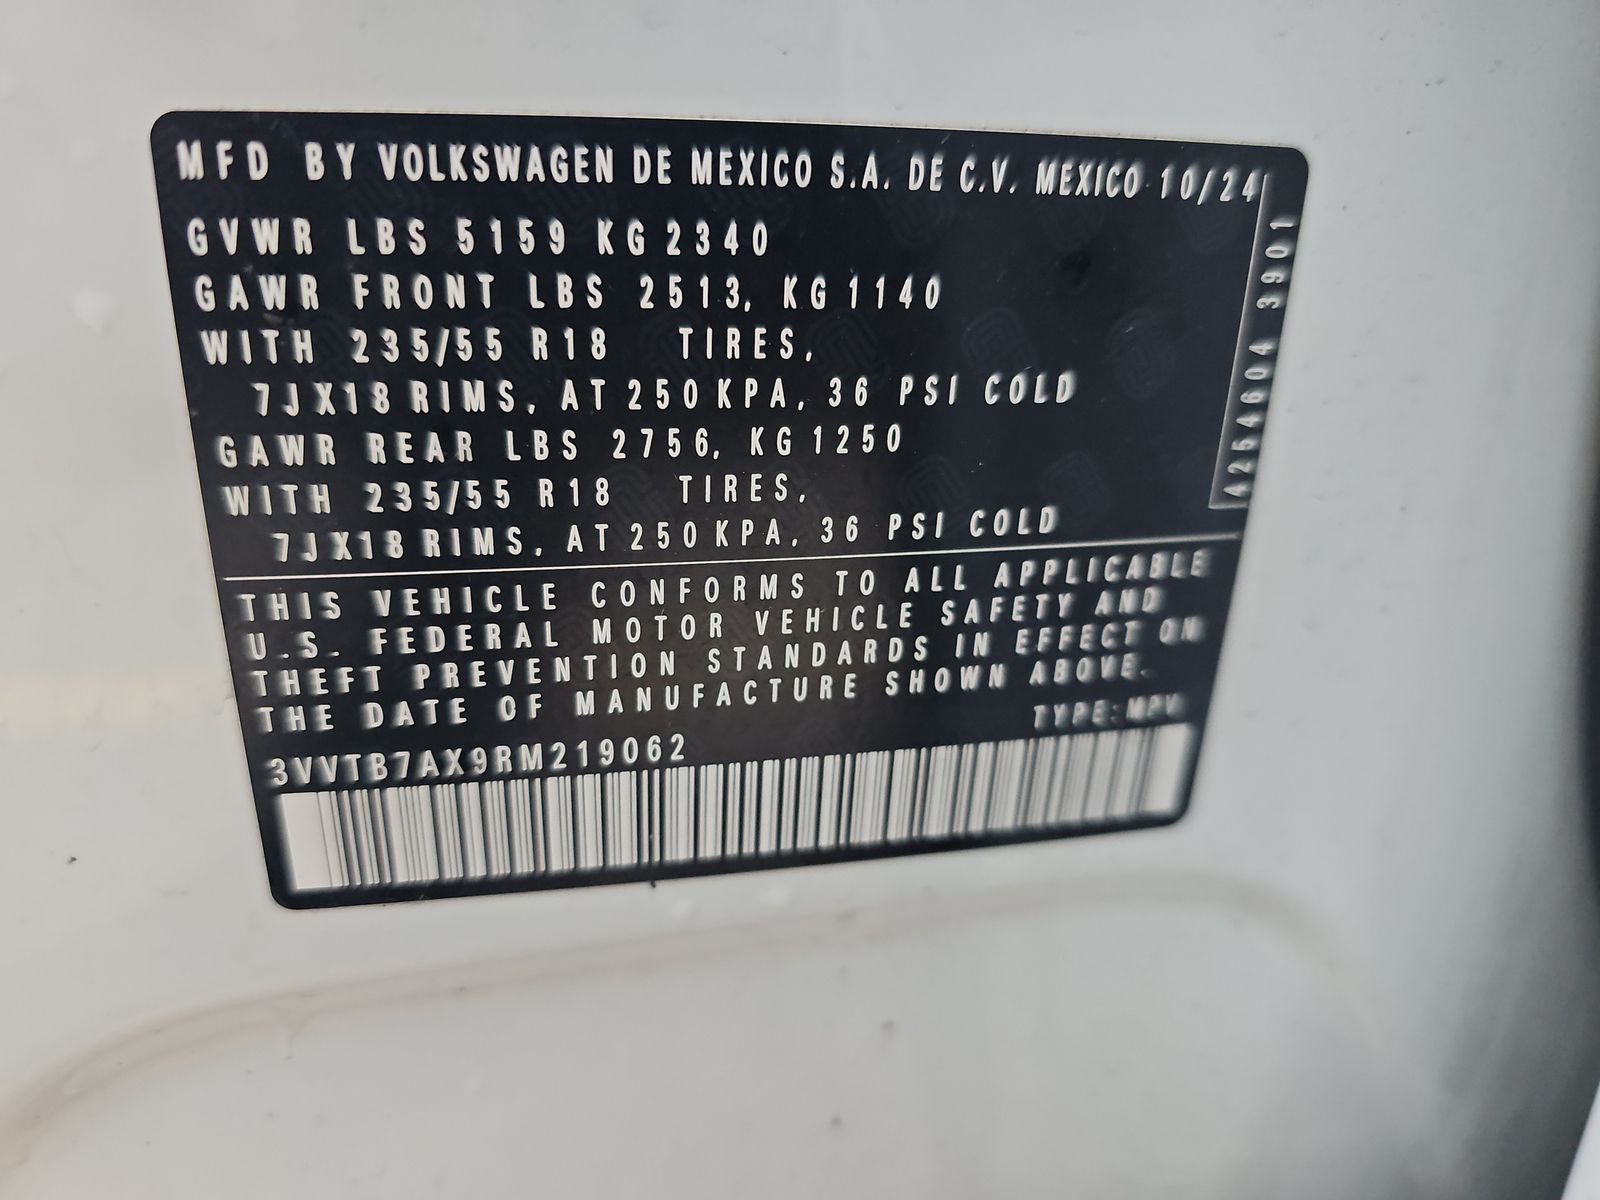 MFD BY VOLKSWAGEN DE MEXICO S.A. DE C.V. MEXICO 10/24
GVWR LBS 5159 KG 2340
GAWR FRONT LBS 2513, KG 1140
WITH 235/55 R18 TIRES,
7JX18 RIMS, AT 250 KPA, 36 PSI COLD
GAWR REAR LBS 2756, KG 1250
WITH 235/55 R18 TIRES,
7JX18 RIMS, AT 250 KPA, 36 PSI COLD
4254604 3901
THIS VEHICLE CONFORMS TO ALL APPLICABLE
U.S. FEDERAL MOTOR VEHICLE SAFETY AND
THEFT PREVENTION STANDARDS IN EFFECT ON
THE DATE OF MANUFACTURE SHOWN ABOVE.
TYPE: MPV
3VVTB7AX9RM219062